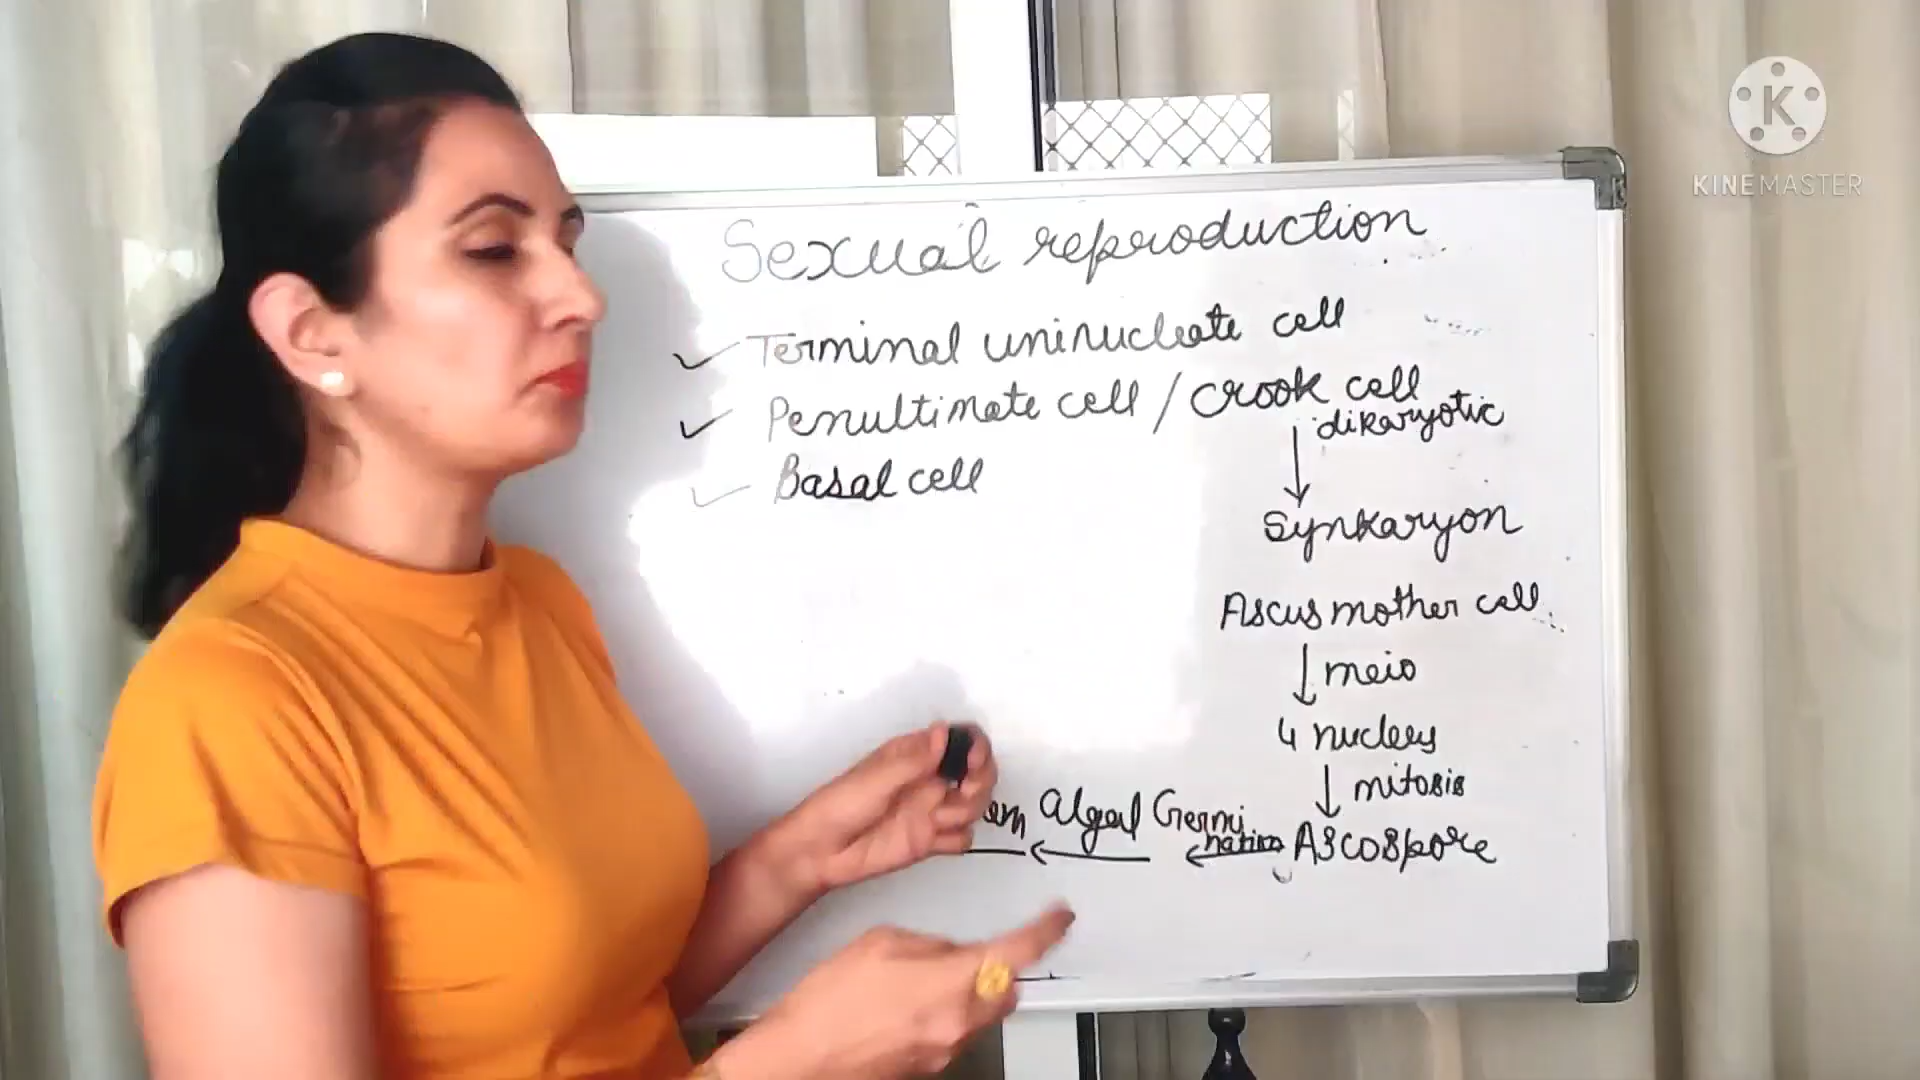 K
KINEMASTER
Sexual reproduction
Terminal uninucleate cell
Penultimate cell / crook cell
dikaryotic
Basal cell
Synkaryon
Ascus mother cell
meio
4 nucleus
mitosis
Algal Germi
nation Ascospore